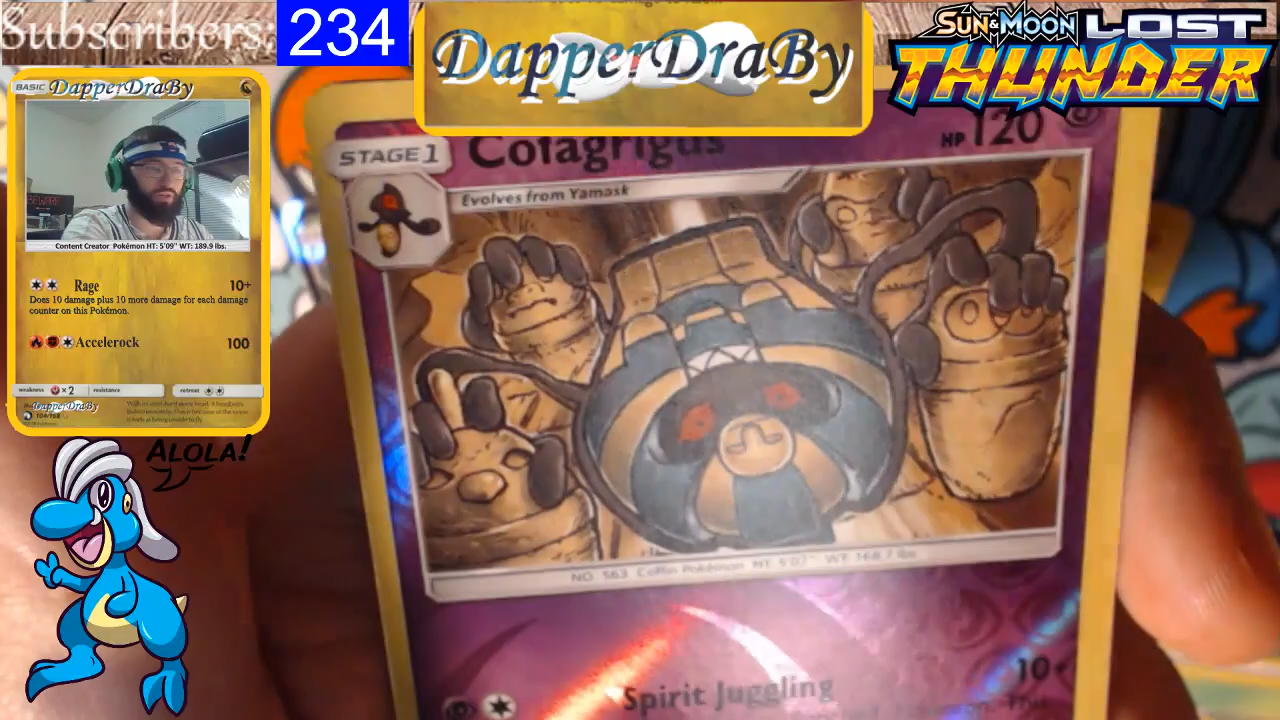 Subscribers: 234
DapperDraBy
SUN & MOON LOST
THUNDER
BASIC DapperDraBy
Content Creator Pokémon HT: 5'09" WT: 189.9 lbs.
Rage 10+
Does 10 damage plus 10 more damage for each damage
counter on this Pokémon.
Accelerock 100
weakness ×2 resistance retreat
DapperDraBy
104/168
ALOLA!
STAGE 1 Cofagrigus HP 120
Evolves from Yamask
NO. 563 Coffin Pokémon HT: 5'07" WT: 168.7 lbs
Spirit Juggling 10+
This